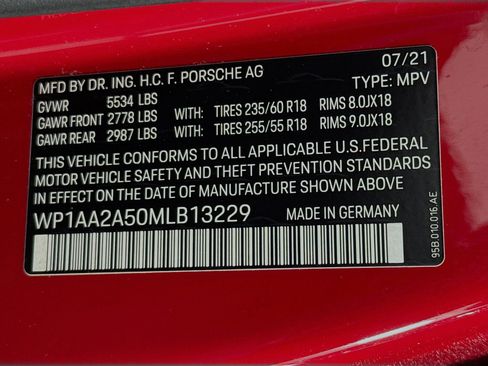 MFD BY DR. ING. H.C. F. PORSCHE AG 07/21
GVWR 5534 LBS TYPE: MPV
GAWR FRONT 2778 LBS WITH: TIRES 235/60 R18 RIMS 8.0JX18
GAWR REAR 2987 LBS WITH: TIRES 255/55 R18 RIMS 9.0JX18
THIS VEHICLE CONFORMS TO ALL APPLICABLE U.S.FEDERAL
MOTOR VEHICLE SAFETY AND THEFT PREVENTION STANDARDS
IN EFFECT ON THE DATE OF MANUFACTURE SHOWN ABOVE.
WP1AA2A50MLB13229 MADE IN GERMANY
95B.010.016.AE